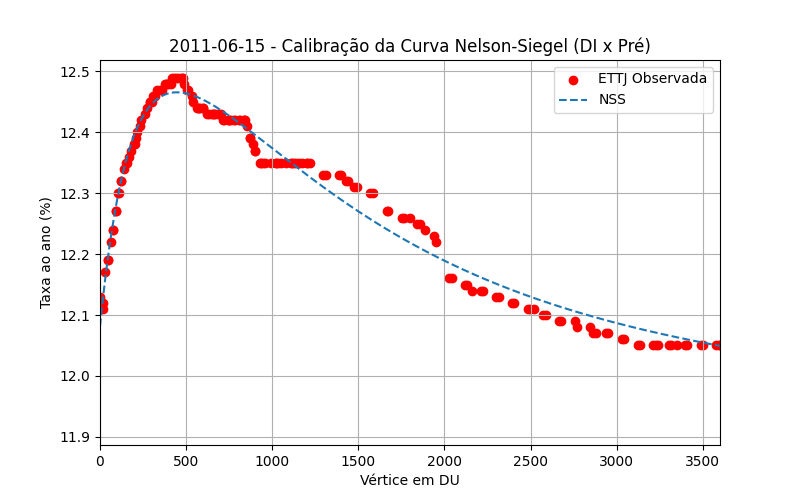 2011-06-15 - Calibração da Curva Nelson-Siegel (DI x Pré)
ETTJ Observada
NSS
Taxa ao ano (%)
12.5
12.4
12.3
12.2
12.1
12.0
11.9
0 500 1000 1500 2000 2500 3000 3500
Vértice em DU